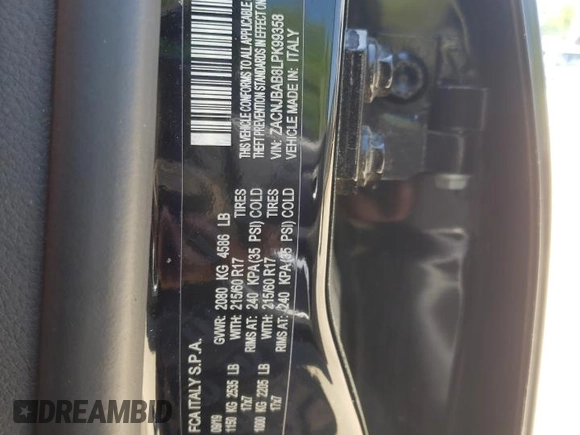 FCA ITALY S.P.A.
09/19 GVWR: 2080 KG 4586 LB
1150 KG 2535 LB WITH: 215/60 R17 TIRES
17x7 RIMS AT: 240 KPA (35 PSI) COLD
1000 KG 2205 LB WITH: 215/60 R17 TIRES
17x7 RIMS AT: 240 KPA (35 PSI) COLD
THIS VEHICLE CONFORMS TO ALL APPLICABLE
THEFT PREVENTION STANDARDS IN EFFECT ON
VIN: ZACNJBAB8LPK99358
VEHICLE MADE IN: ITALY
AutoBidMaster